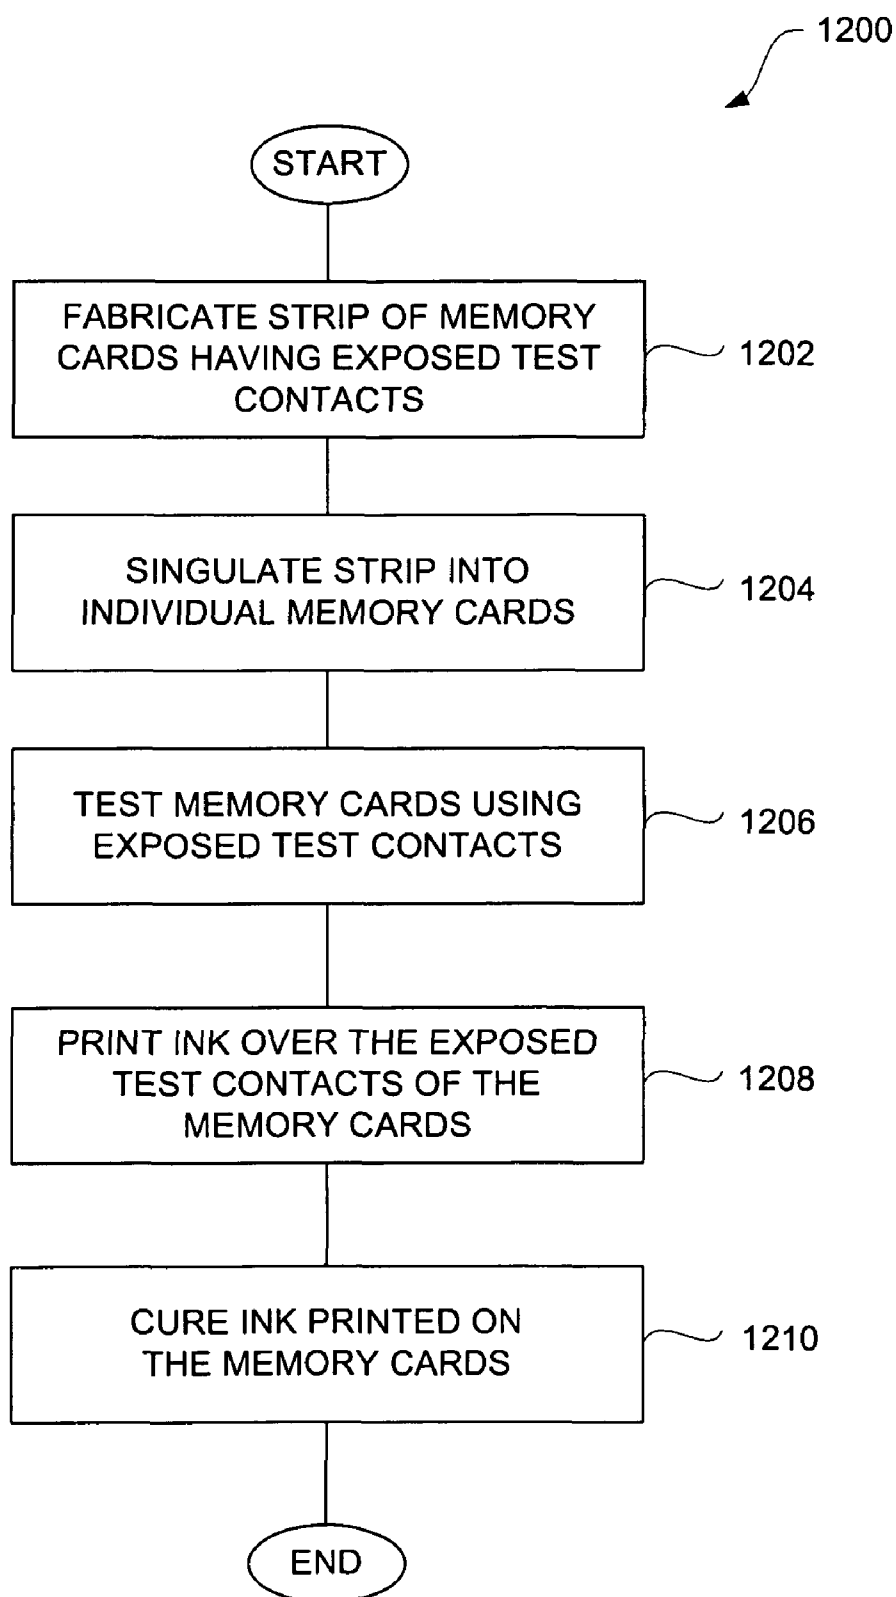 1200
START
FABRICATE STRIP OF MEMORY
CARDS HAVING EXPOSED TEST
CONTACTS
1202
SINGULATE STRIP INTO
INDIVIDUAL MEMORY CARDS
1204
TEST MEMORY CARDS USING
EXPOSED TEST CONTACTS
1206
PRINT INK OVER THE EXPOSED
TEST CONTACTS OF THE
MEMORY CARDS
1208
CURE INK PRINTED ON
THE MEMORY CARDS
1210
END